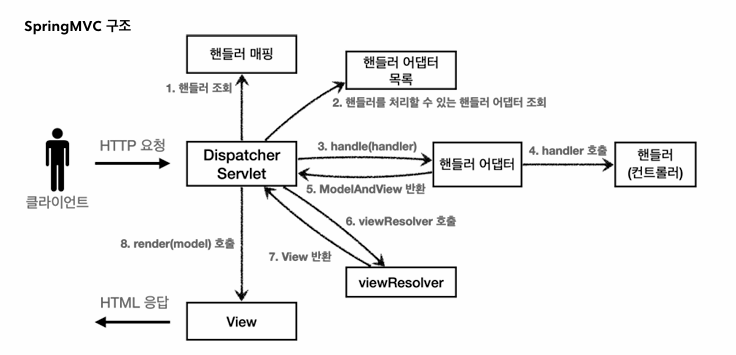 SpringMVC 구조
핸들러 매핑
핸들러 어댑터
목록
1. 핸들러 조회
2. 핸들러를 처리할 수 있는 핸들러 어댑터 조회
HTTP 요청
Dispatcher
Servlet
3. handle(handler)
핸들러 어댑터
4. handler 호출
핸들러
(컨트롤러)
5. ModelAndView 반환
클라이언트
6. viewResolver 호출
8. render(model) 호출
7. View 반환
viewResolver
HTML 응답
View